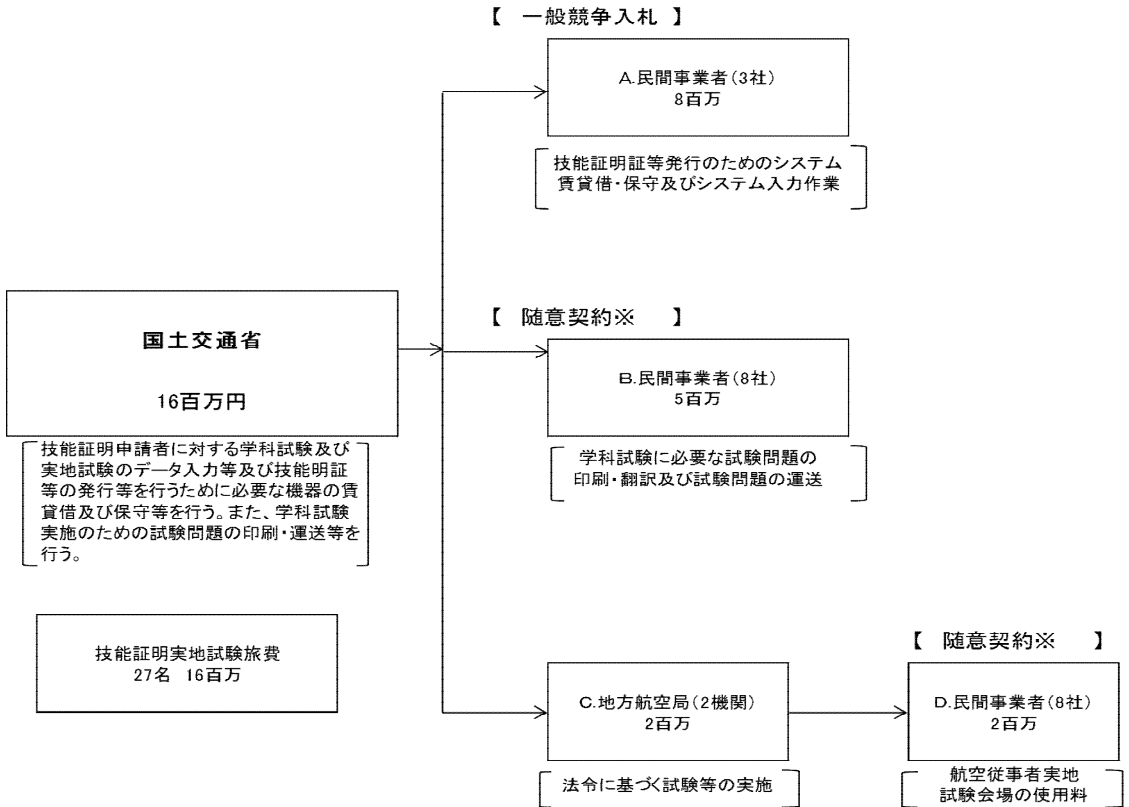 【 一般競争入札 】
A.民間事業者(3社)
8百万
技能証明証等発行のためのシステム
賃貸借・保守及びシステム入力作業
国土交通省
16百万円
技能証明申請者に対する学科試験及び
実地試験のデータ入力等及び技能明証
等の発行等を行うために必要な機器の賃
貸借及び保守等を行う。また、学科試験
実施のための試験問題の印刷・運送等を
行う。
【 随意契約※ 】
B.民間事業者(8社)
5百万
学科試験に必要な試験問題の
印刷・翻訳及び試験問題の運送
技能証明実地試験旅費
27名 16百万
C.地方航空局(2機関)
2百万
法令に基づく試験等の実施
【 随意契約※ 】
D.民間事業者(8社)
2百万
航空従事者実地
試験会場の使用料